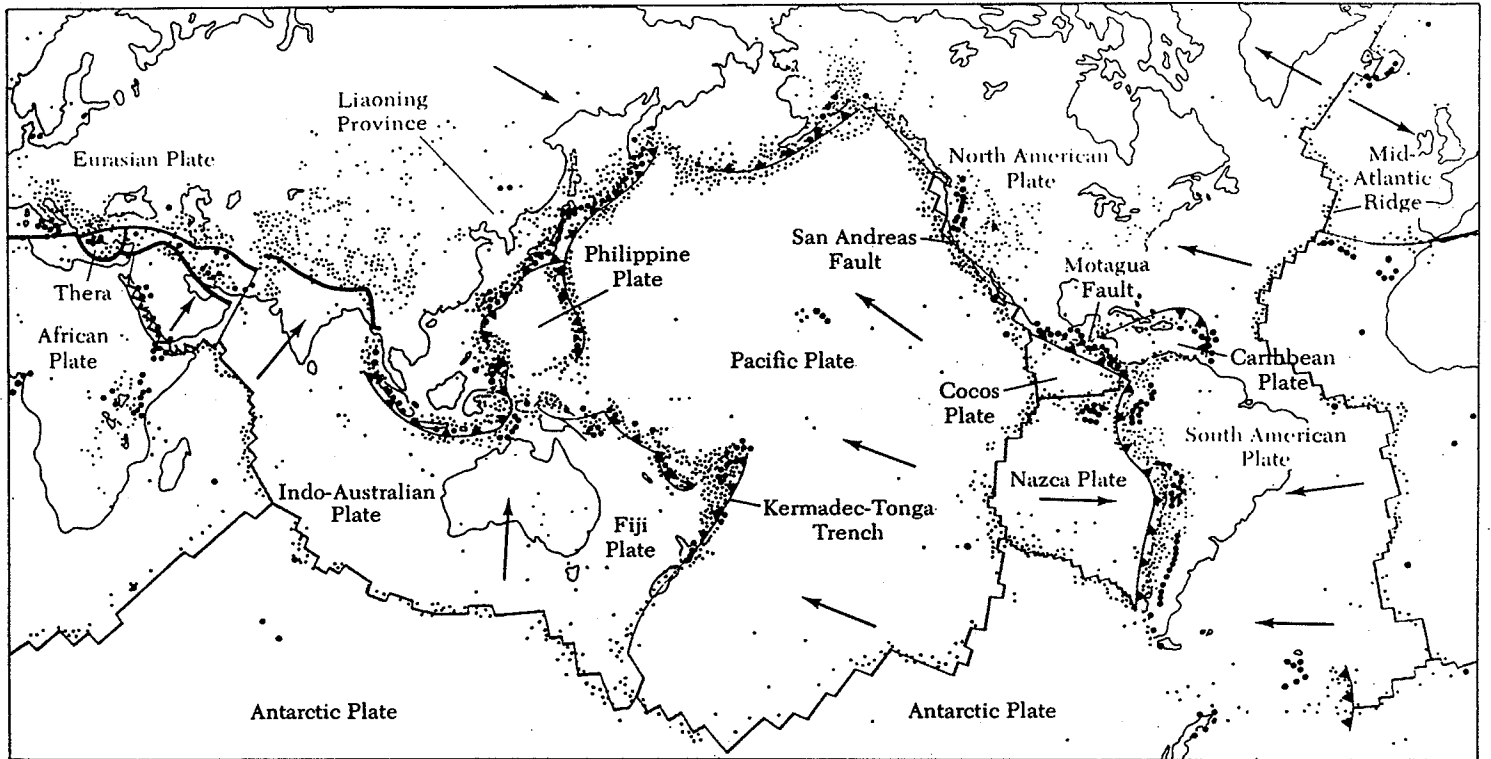 Liaoning
Province
Eurasian Plate
North American
Plate
Mid-
Atlantic
Ridge
San Andreas
Fault
Philippine
Plate
Motagua
Fault
Thera
African
Plate
Pacific Plate
Caribbean
Plate
Cocos
Plate
South American
Plate
Indo-Australian
Plate
Nazca Plate
Fiji
Plate
Kermadec-Tonga
Trench
Antarctic Plate
Antarctic Plate